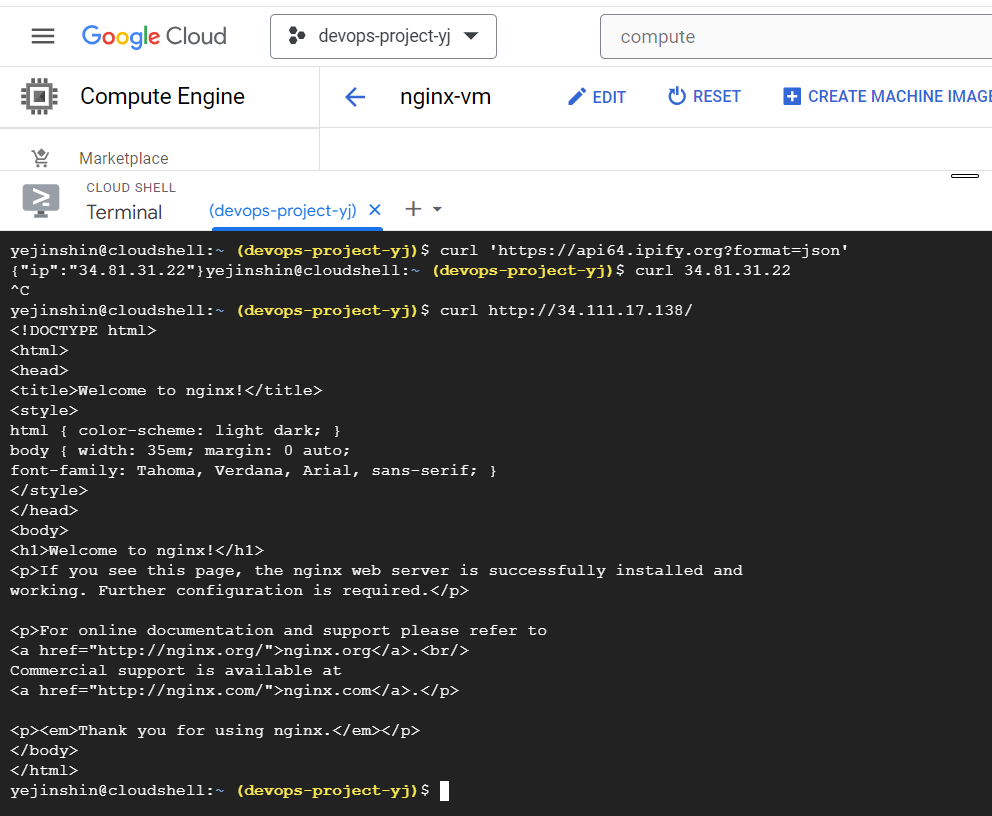 Google Cloud
devops-project-yj
compute
Compute Engine
nginx-vm
EDIT
RESET
CREATE MACHINE IMAGE
Marketplace
CLOUD SHELL
Terminal
(devops-project-yj)
yejinshin@cloudshell:~ (devops-project-yj)$ curl 'https://api64.ipify.org?format=json'
{"ip":"34.81.31.22"}yejinshin@cloudshell:~ (devops-project-yj)$ curl 34.81.31.22
^C
yejinshin@cloudshell:~ (devops-project-yj)$ curl http://34.111.17.138/
<!DOCTYPE html>
<html>
<head>
<title>Welcome to nginx!</title>
<style>
html { color-scheme: light dark; }
body { width: 35em; margin: 0 auto;
font-family: Tahoma, Verdana, Arial, sans-serif; }
</style>
</head>
<body>
<h1>Welcome to nginx!</h1>
<p>If you see this page, the nginx web server is successfully installed and
working. Further configuration is required.</p>
<p>For online documentation and support please refer to
<a href="http://nginx.org/">nginx.org</a>.<br/>
Commercial support is available at
<a href="http://nginx.com/">nginx.com</a>.</p>
<p><em>Thank you for using nginx.</em></p>
</body>
</html>
yejinshin@cloudshell:~ (devops-project-yj)$